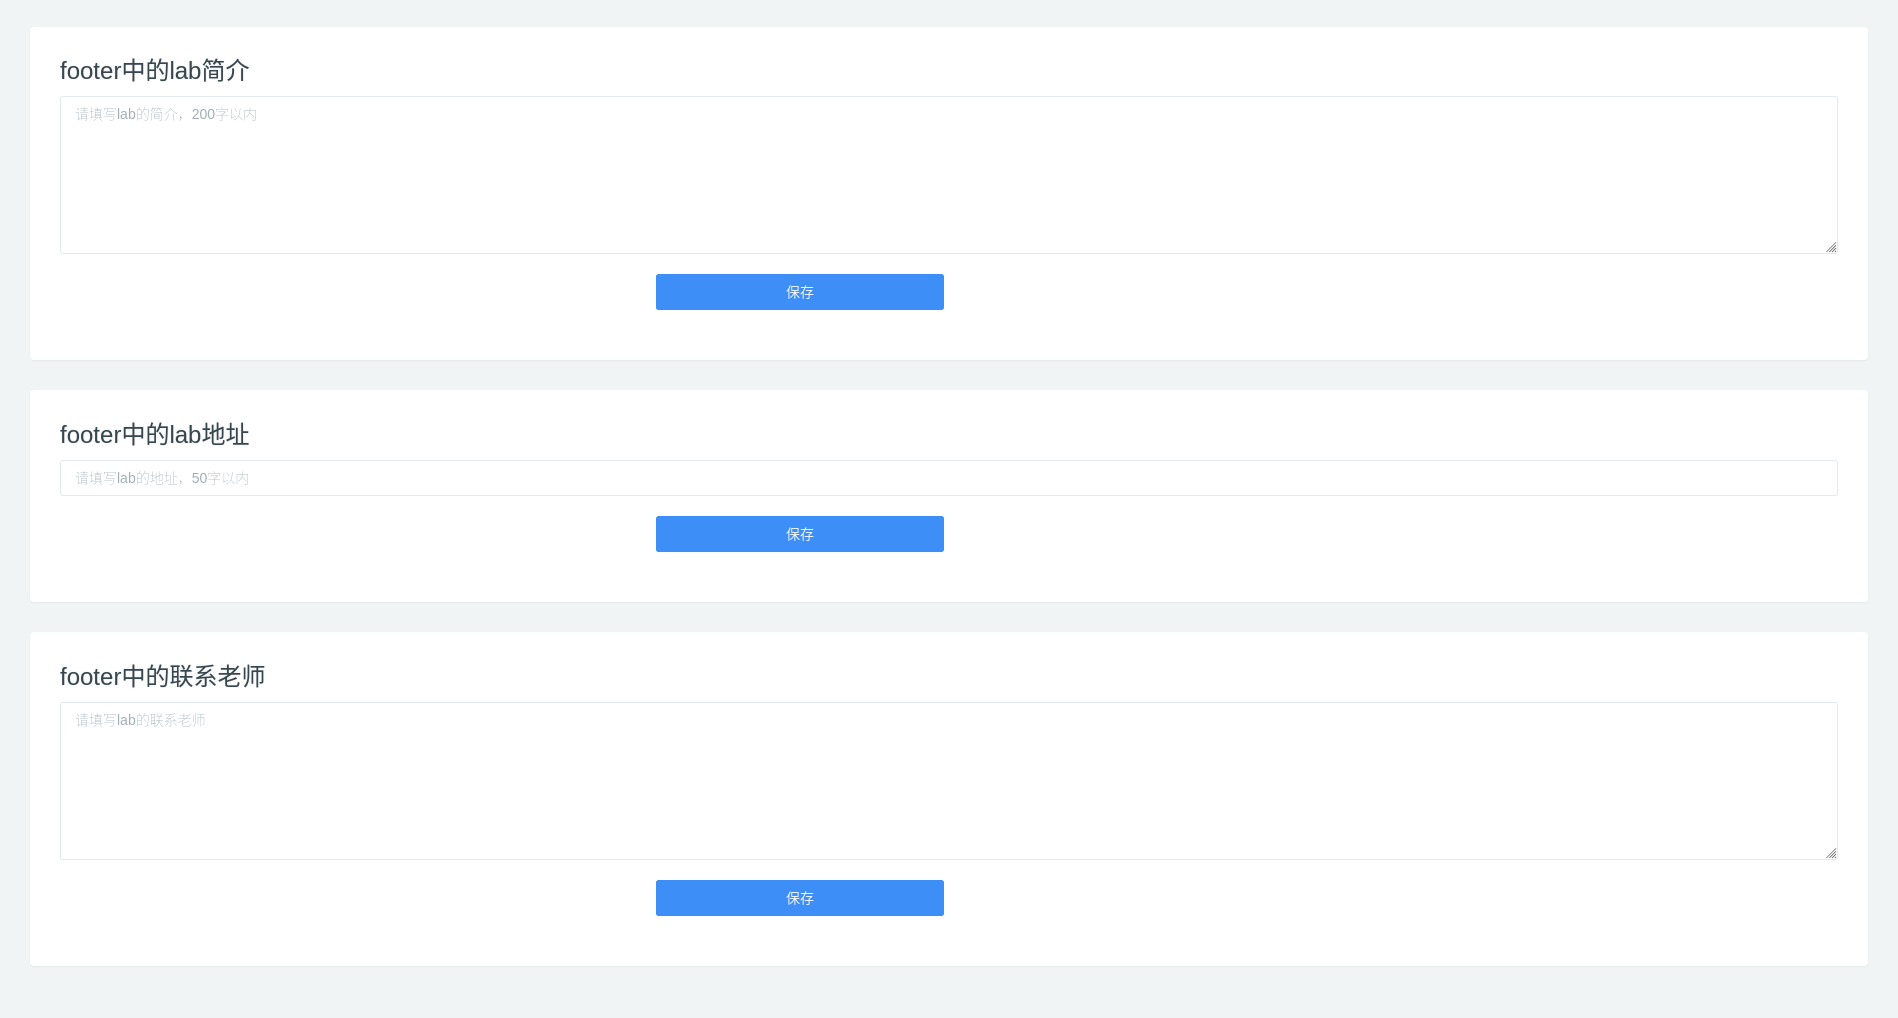 footer中的lab简介
请填写lab的简介，200字以内
保存
footer中的lab地址
请填写lab的地址，50字以内
保存
footer中的联系老师
请填写lab的联系老师
保存